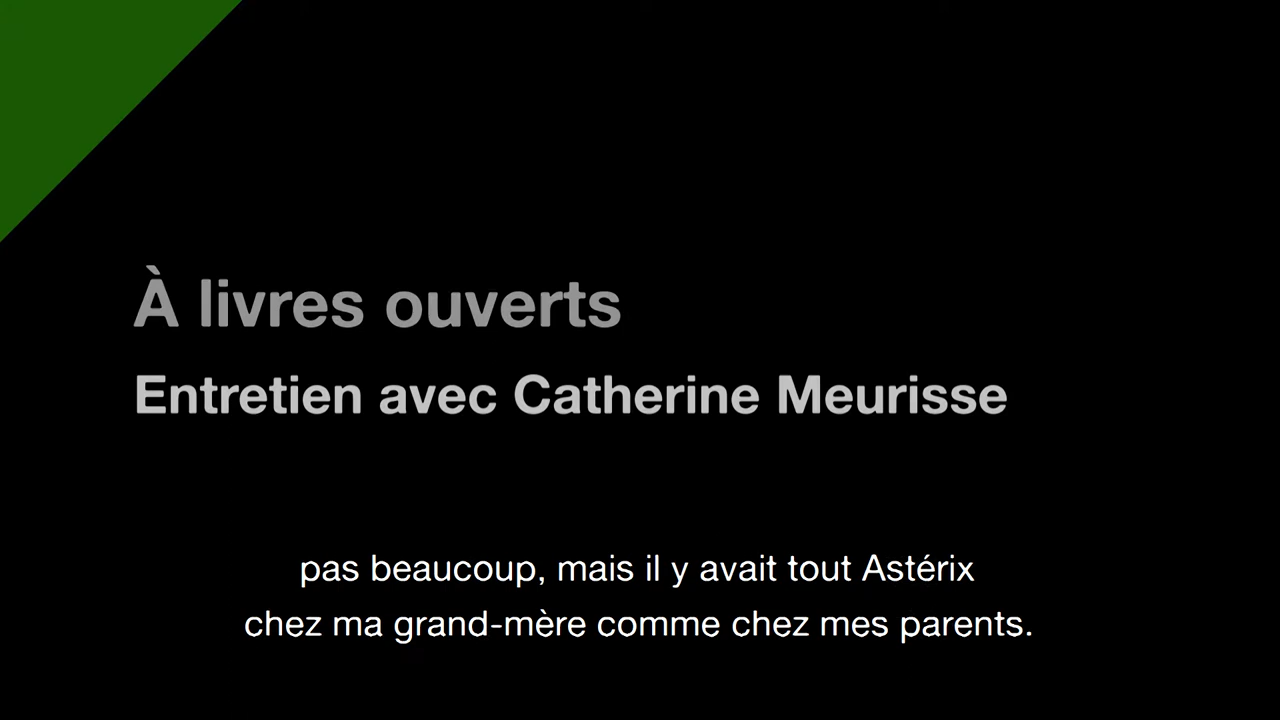 À livres ouverts
Entretien avec Catherine Meurisse
pas beaucoup, mais il y avait tout Astérix
chez ma grand-mère comme chez mes parents.